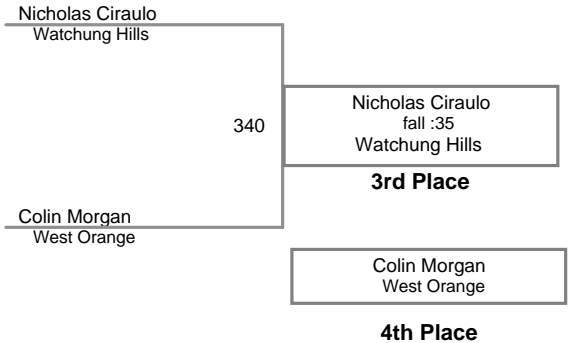 Nicholas Ciraulo
Watchung Hills
340
Nicholas Ciraulo
fall :35
Watchung Hills
3rd Place
Colin Morgan
West Orange
Colin Morgan
West Orange
4th Place